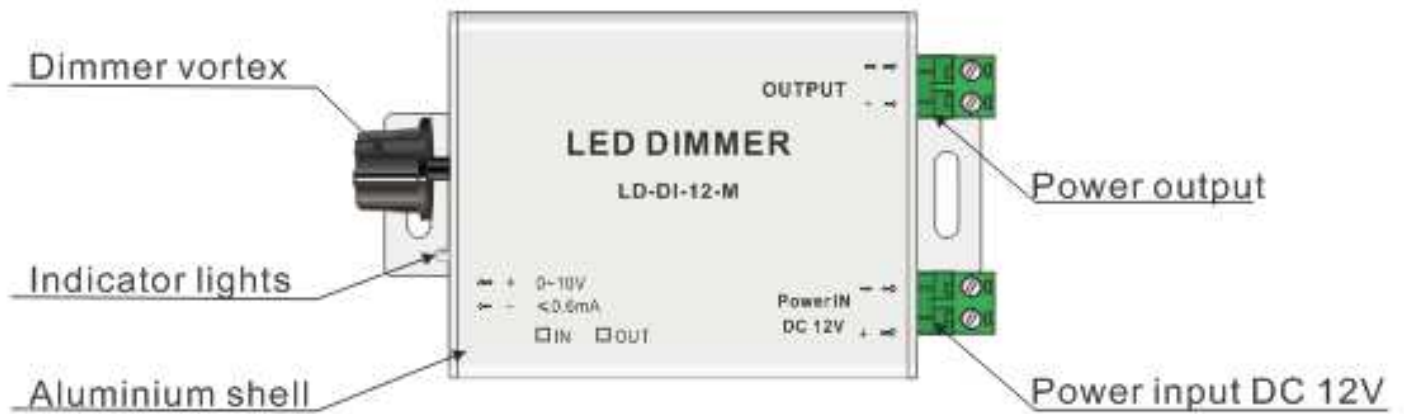 Dimmer vortex
OUTPUT
- 
+
LED DIMMER
LD-DI-12-M
Power output
Indicator lights
+ 0~10V
- ≤0.6mA
IN OUT
Power IN -
DC 12V +
Aluminium shell
Power input DC 12V